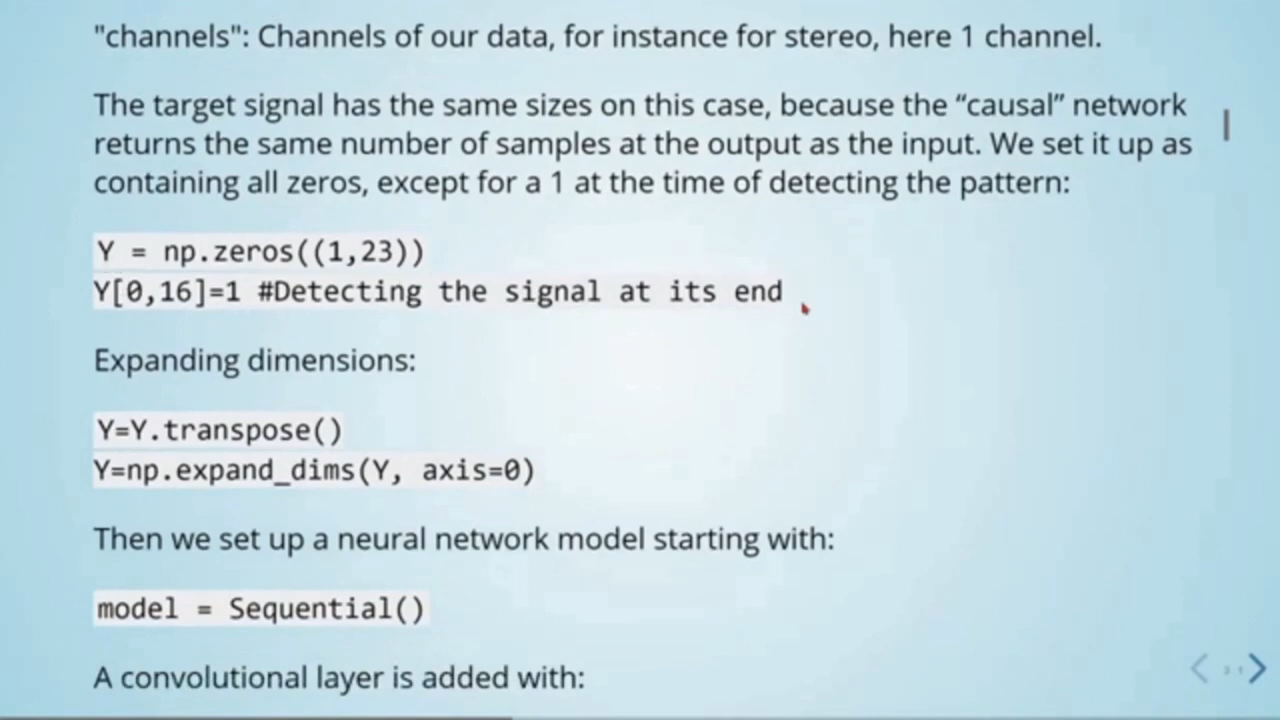 "channels": Channels of our data, for instance for stereo, here 1 channel.
The target signal has the same sizes on this case, because the “causal” network
returns the same number of samples at the output as the input. We set it up as
containing all zeros, except for a 1 at the time of detecting the pattern:
Y = np.zeros((1,23))
Y[0,16]=1 #Detecting the signal at its end
Expanding dimensions:
Y=Y.transpose()
Y=np.expand_dims(Y, axis=0)
Then we set up a neural network model starting with:
model = Sequential()
A convolutional layer is added with: